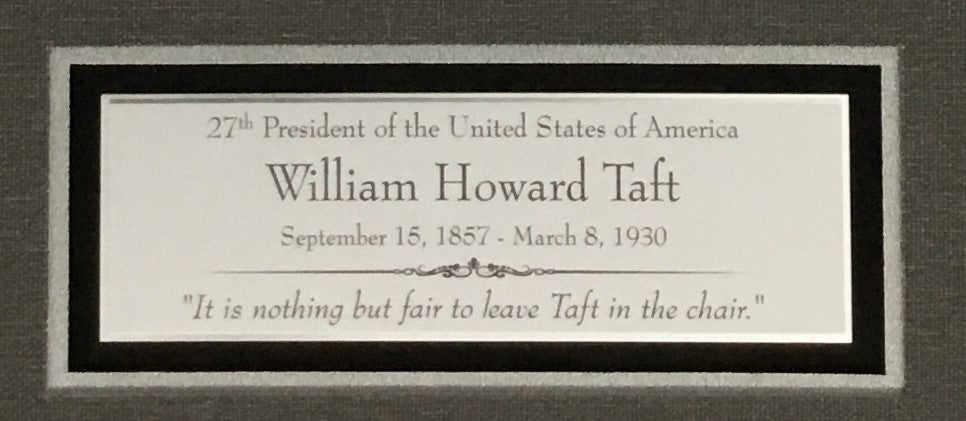 27th President of the United States of America
William Howard Taft
September 15, 1857 - March 8, 1930
"It is nothing but fair to leave Taft in the chair."